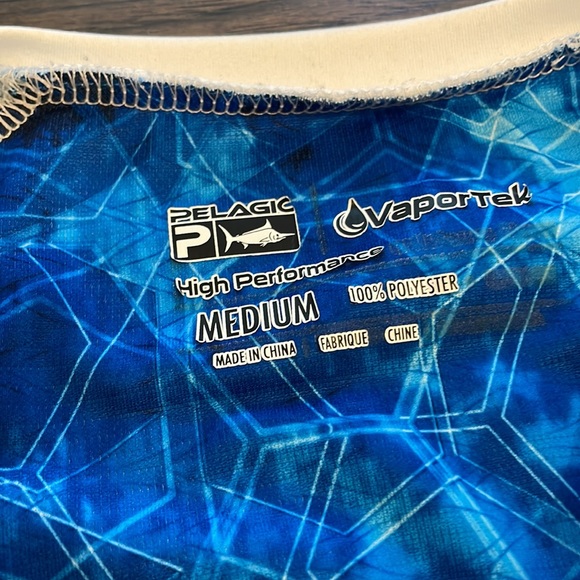 PELAGIC
P
VaporTek
High Performance
MEDIUM 100% POLYESTER
MADE IN CHINA FABRIQUE CHINE